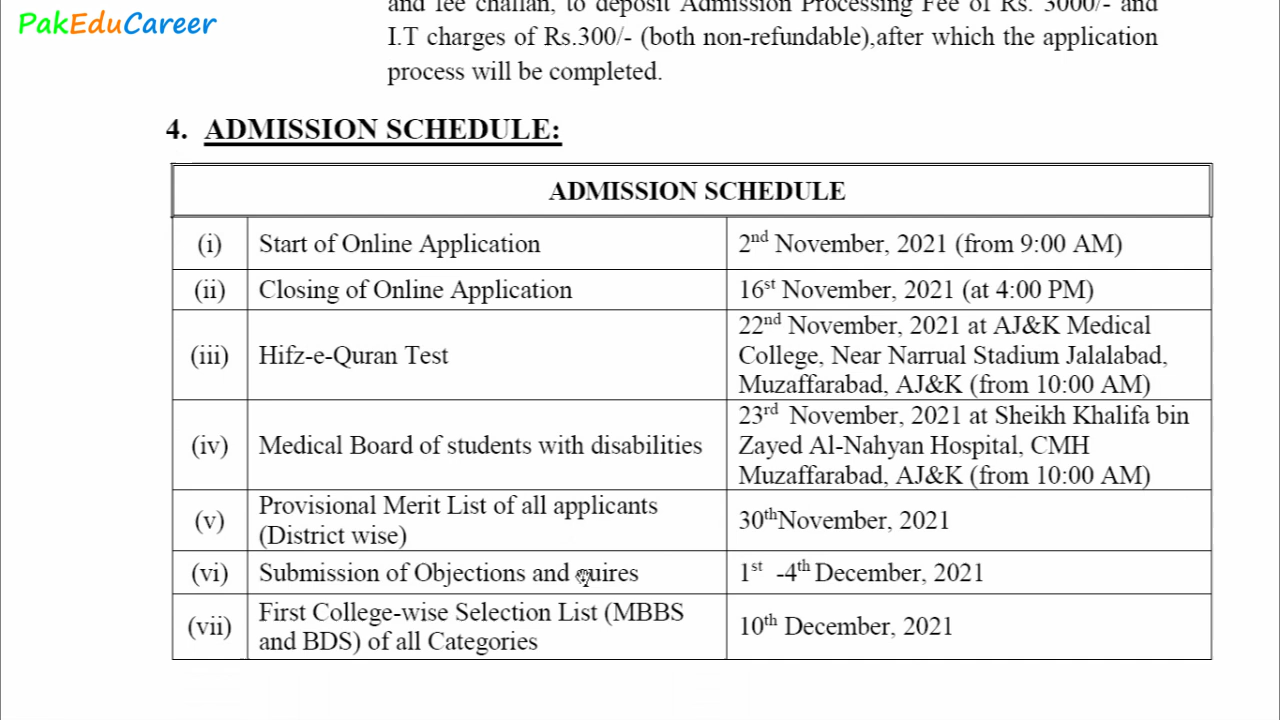 PakEduCareer
and fee challan, to deposit Admission Processing Fee of Rs. 3000/- and
I.T charges of Rs.300/- (both non-refundable),after which the application
process will be completed.
4. ADMISSION SCHEDULE:
ADMISSION SCHEDULE
(i) Start of Online Application 2nd November, 2021 (from 9:00 AM)
(ii) Closing of Online Application 16st November, 2021 (at 4:00 PM)
(iii) Hifz-e-Quran Test 22nd November, 2021 at AJ&K Medical
College, Near Narrual Stadium Jalalabad,
Muzaffarabad, AJ&K (from 10:00 AM)
(iv) Medical Board of students with disabilities 23rd November, 2021 at Sheikh Khalifa bin
Zayed Al-Nahyan Hospital, CMH
Muzaffarabad, AJ&K (from 10:00 AM)
(v) Provisional Merit List of all applicants
(District wise) 30thNovember, 2021
(vi) Submission of Objections and 1st -4th December, 2021
(vii) First College-wise Selection List (MBBS
and BDS) of all Categories 10th December, 2021